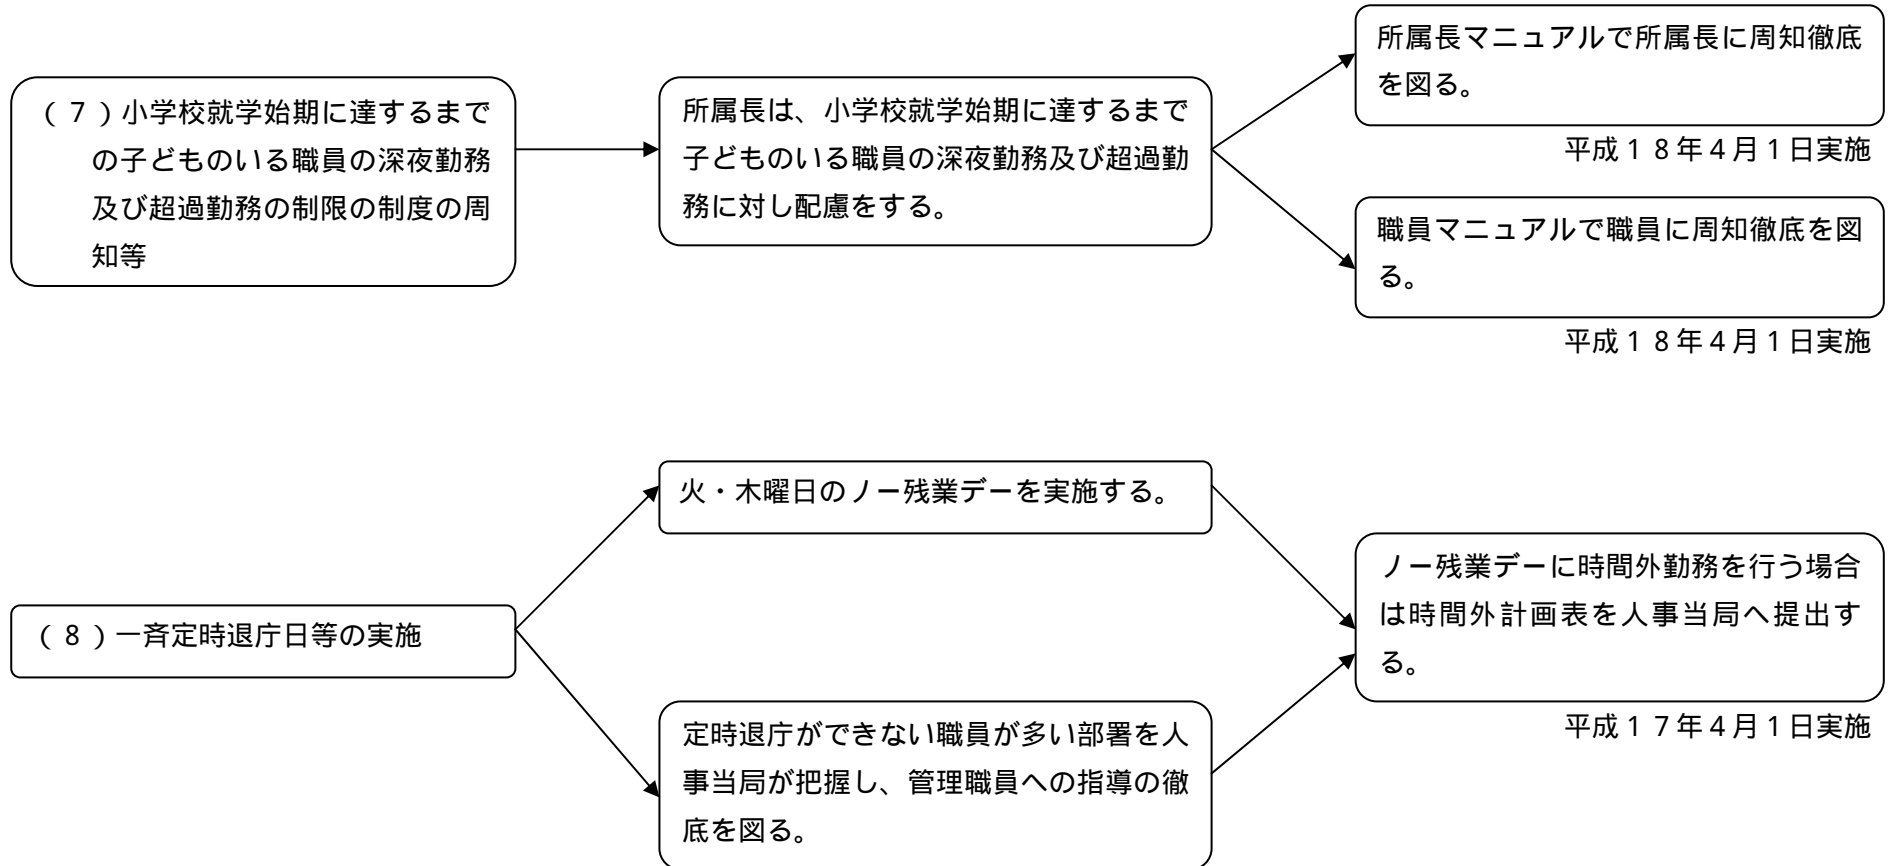 （７）小学校就学始期に達するまで
の子どものいる職員の深夜勤務
及び超過勤務の制限の制度の周
知等
所属長は、小学校就学始期に達するまで
子どものいる職員の深夜勤務及び超過勤
務に対し配慮をする。
所属長マニュアルで所属長に周知徹底
を図る。
平成１８年４月１日実施
職員マニュアルで職員に周知徹底を図
る。
平成１８年４月１日実施
（８）一斉定時退庁日等の実施
火・木曜日のノー残業デーを実施する。
定時退庁ができない職員が多い部署を人
事当局が把握し、管理職員への指導の徹
底を図る。
ノー残業デーに時間外勤務を行う場合
は時間外計画表を人事当局へ提出す
る。
平成１７年４月１日実施